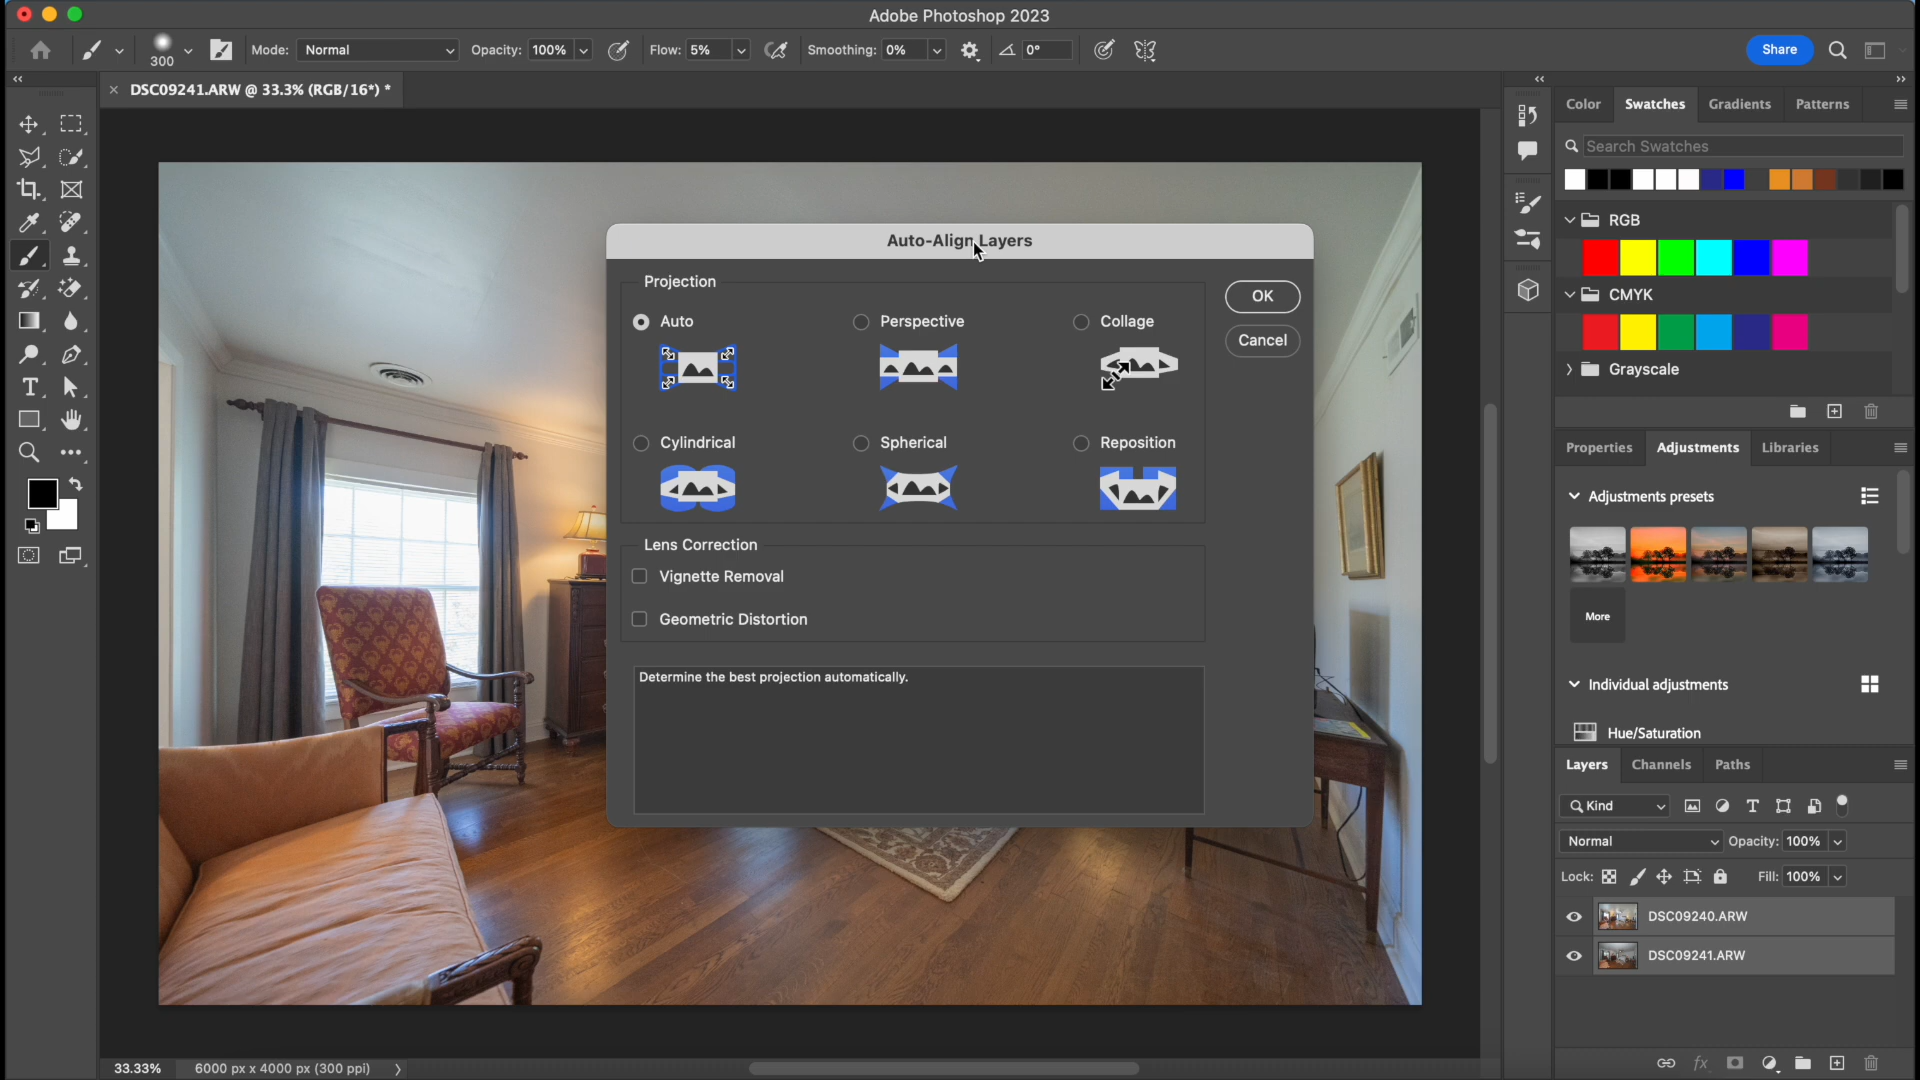 Adobe Photoshop 2023
300
Mode: Normal
Opacity: 100%
Flow: 5%
Smoothing: 0%
0°
Share
DSC09241.ARW @ 33.3% (RGB/16*) *
Color Swatches Gradients Patterns
Search Swatches
RGB
CMYK
Grayscale
Auto-Align Layers
Projection
OK
Cancel
Auto Perspective Collage
Cylindrical Spherical Reposition
Lens Correction
Vignette Removal
Geometric Distortion
Determine the best projection automatically.
Properties Adjustments Libraries
Adjustments presets
More
Individual adjustments
Hue/Saturation
Layers Channels Paths
Kind
Normal Opacity: 100%
Lock: Fill: 100%
DSC09240.ARW
DSC09241.ARW
fx
33.33% 6000 px x 4000 px (300 ppi)